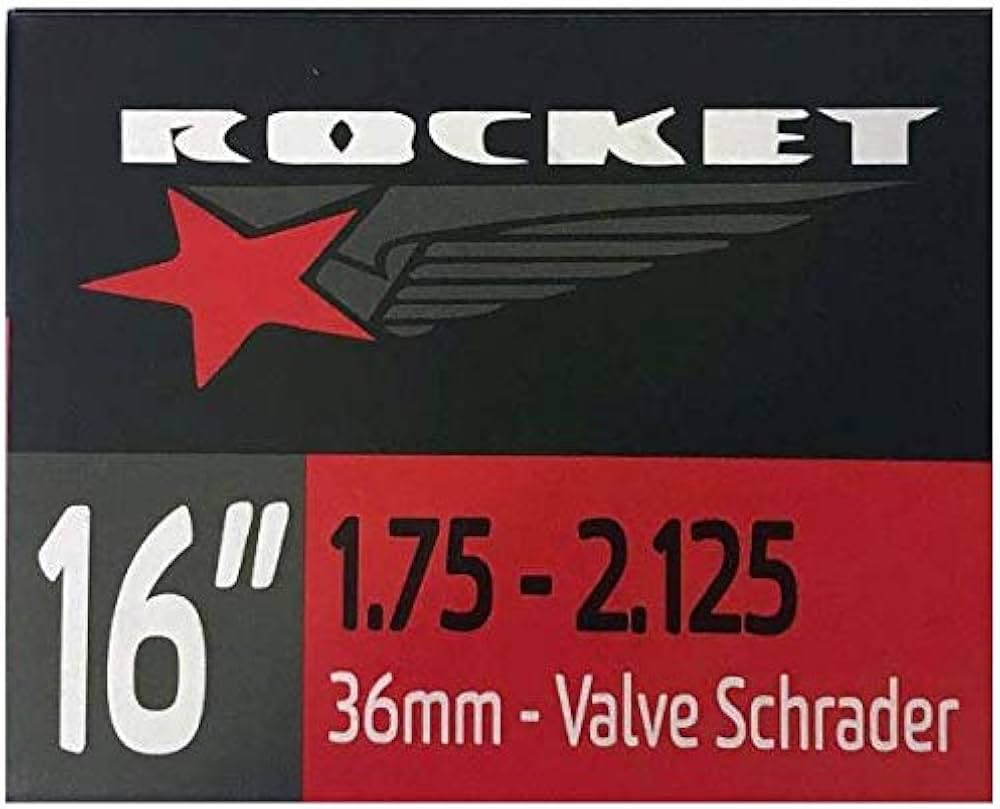 ROCKET
16"
1.75 - 2.125
36mm - Valve Schrader